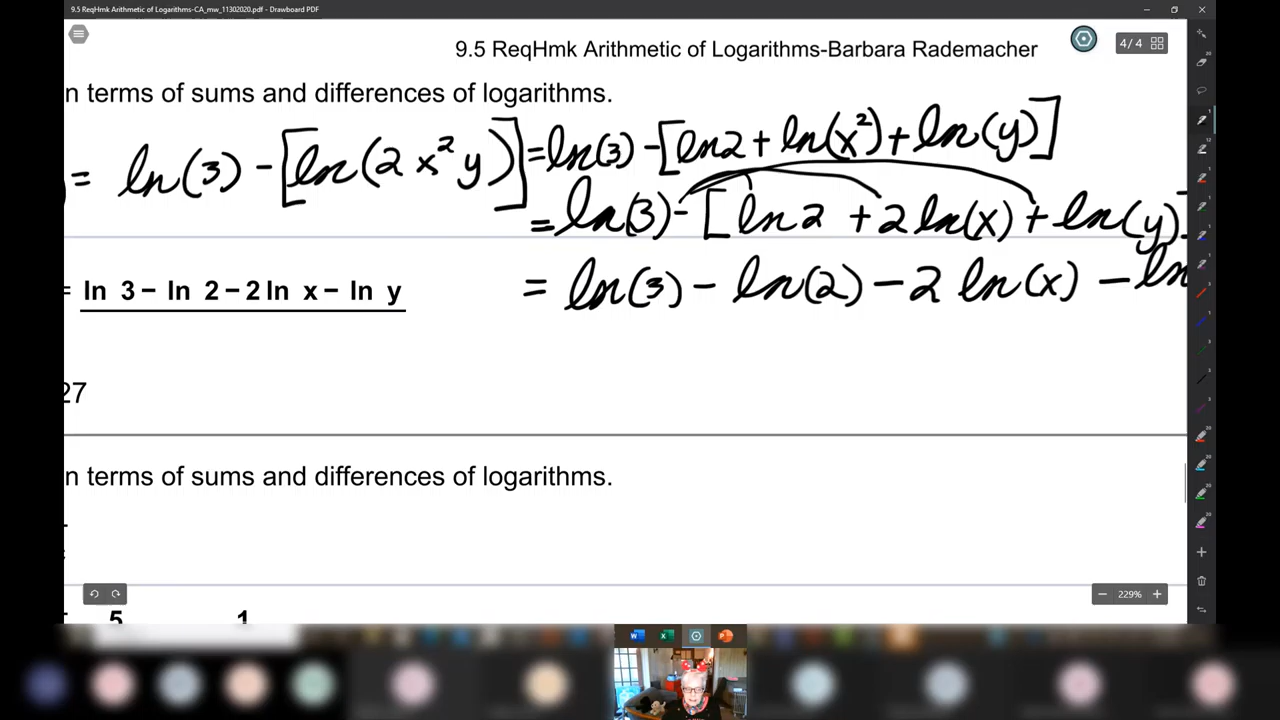 9.5 ReqHmk Arithmetic of Logarithms-CA_mw_11302020.pdf - Drawboard PDF
9.5 ReqHmk Arithmetic of Logarithms-Barbara Rademacher
4/4
n terms of sums and differences of logarithms.
= ln(3) - [ln(2x²y)] = ln(3) - [ln2 + ln(x²) + ln(y)]
= ln(3) - [ln2 + 2ln(x) + ln(y)]
= ln 3 - ln 2 - 2 ln x - ln y
= ln(3) - ln(2) - 2 ln(x) - ln
27
n terms of sums and differences of logarithms.
229%
5 1